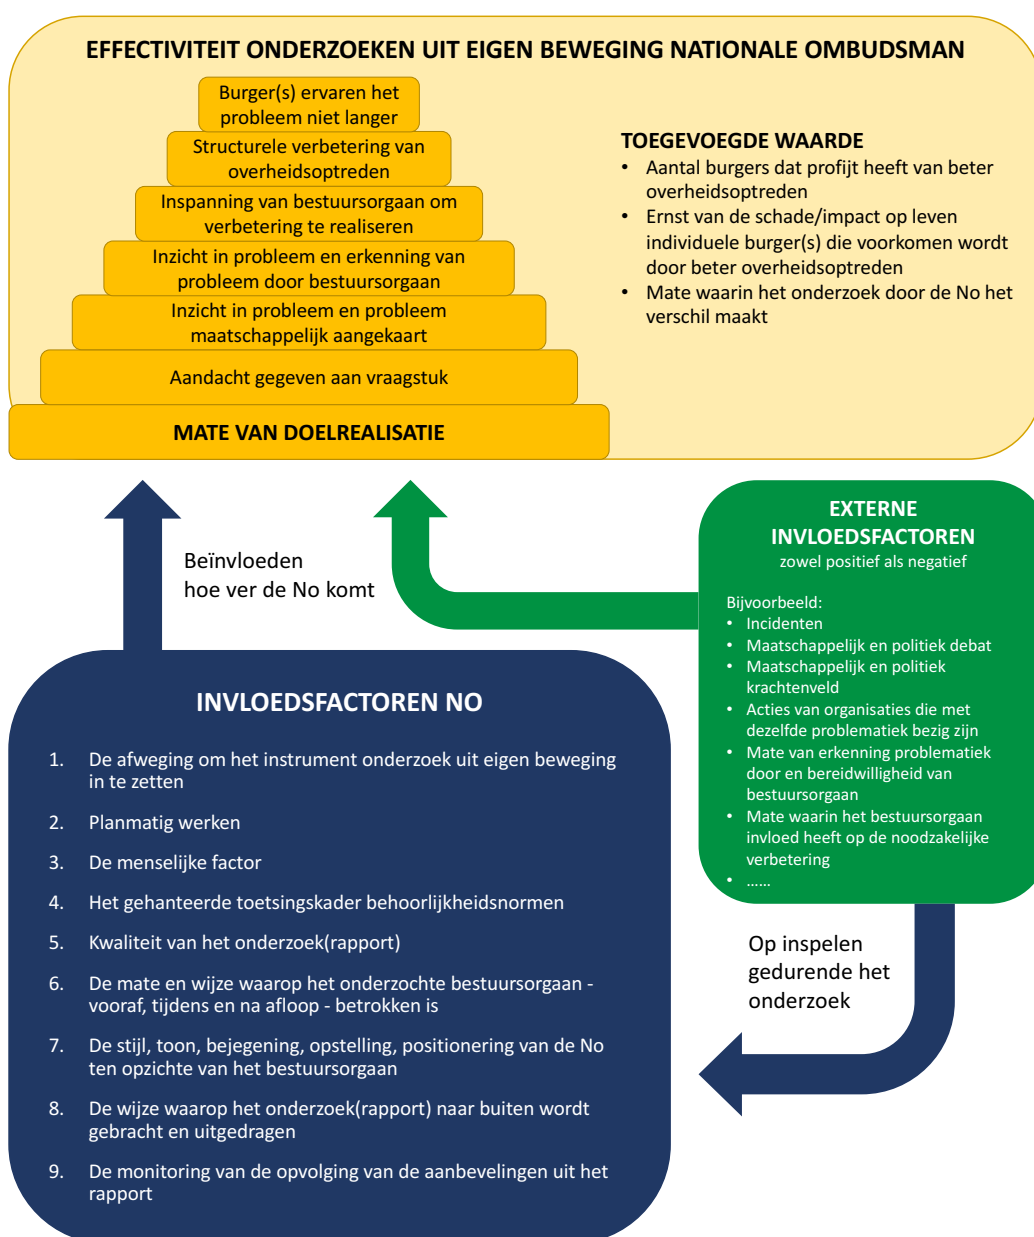 EFFECTIVITEIT ONDERZOEKEN UIT EIGEN BEWEGING NATIONALE OMBUDSMAN
Burger(s) ervaren het
probleem niet langer
Structurele verbetering van
overheidsoptreden
Inspanning van bestuursorgaan om
verbetering te realiseren
Inzicht in probleem en erkenning van
probleem door bestuursorgaan
Inzicht in probleem en probleem
maatschappelijk aangekaart
Aandacht gegeven aan vraagstuk
MATE VAN DOELREALISATIE
TOEGEVOEGDE WAARDE
• Aantal burgers dat profijt heeft van beter
overheidsoptreden
• Ernst van de schade/impact op leven
individuele burger(s) die voorkomen wordt
door beter overheidsoptreden
• Mate waarin het onderzoek door de No het
verschil maakt
Beïnvloeden
hoe ver de No komt
EXTERNE
INVLOEDSFACTOREN
zowel positief als negatief
Bijvoorbeeld:
• Incidenten
• Maatschappelijk en politiek debat
• Maatschappelijk en politiek
krachtenveld
• Acties van organisaties die met
dezelfde problematiek bezig zijn
• Mate van erkenning problematiek
door en bereidwilligheid van
bestuursorgaan
• Mate waarin het bestuursorgaan
invloed heeft op de noodzakelijke
verbetering
• ......
INVLOEDSFACTOREN NO
1. De afweging om het instrument onderzoek uit eigen beweging
in te zetten
2. Planmatig werken
3. De menselijke factor
4. Het gehanteerde toetsingskader behoorlijkheidsnormen
5. Kwaliteit van het onderzoek(rapport)
6. De mate en wijze waarop het onderzochte bestuursorgaan -
vooraf, tijdens en na afloop - betrokken is
7. De stijl, toon, bejegening, opstelling, positionering van de No
ten opzichte van het bestuursorgaan
8. De wijze waarop het onderzoek(rapport) naar buiten wordt
gebracht en uitgedragen
9. De monitoring van de opvolging van de aanbevelingen uit het
rapport
Op inspelen
gedurende het
onderzoek